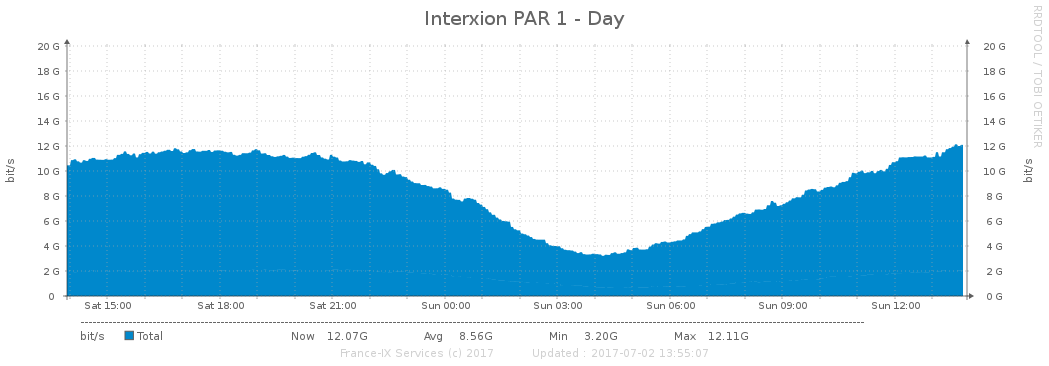 Interxion PAR 1 - Day
RRDTOOL / TOBI OETIKER
bit/s
20 G
18 G
16 G
14 G
12 G
10 G
8 G
6 G
4 G
2 G
0
20 G
18 G
16 G
14 G
12 G
10 G
8 G
6 G
4 G
2 G
0 G
bit/s
Sat 15:00 Sat 18:00 Sat 21:00 Sun 00:00 Sun 03:00 Sun 06:00 Sun 09:00 Sun 12:00
bit/s Total Now 12.07G Avg 8.56G Min 3.20G Max 12.11G
France-IX Services (c) 2017 Updated : 2017-07-02 13:55:07